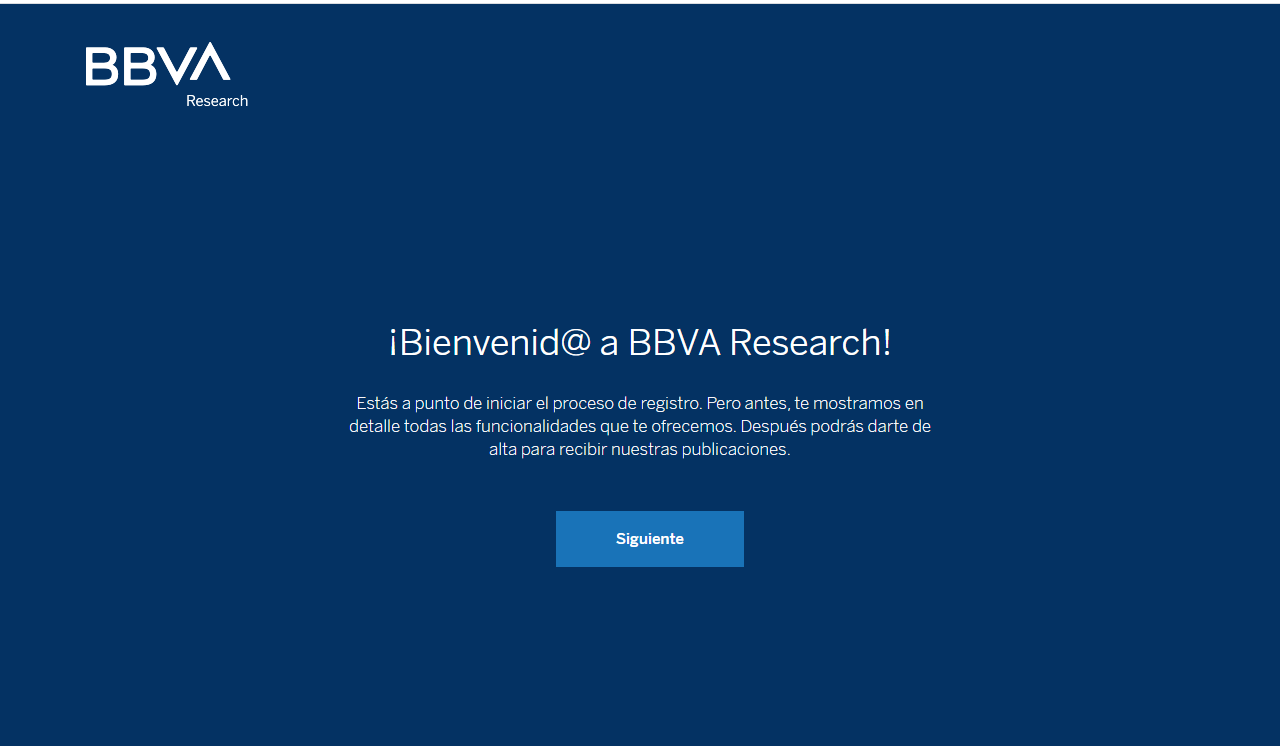 BBVA
Research
¡Bienvenid@ a BBVA Research!
Estás a punto de iniciar el proceso de registro. Pero antes, te mostramos en
detalle todas las funcionalidades que te ofrecemos. Después podrás darte de
alta para recibir nuestras publicaciones.
Siguiente